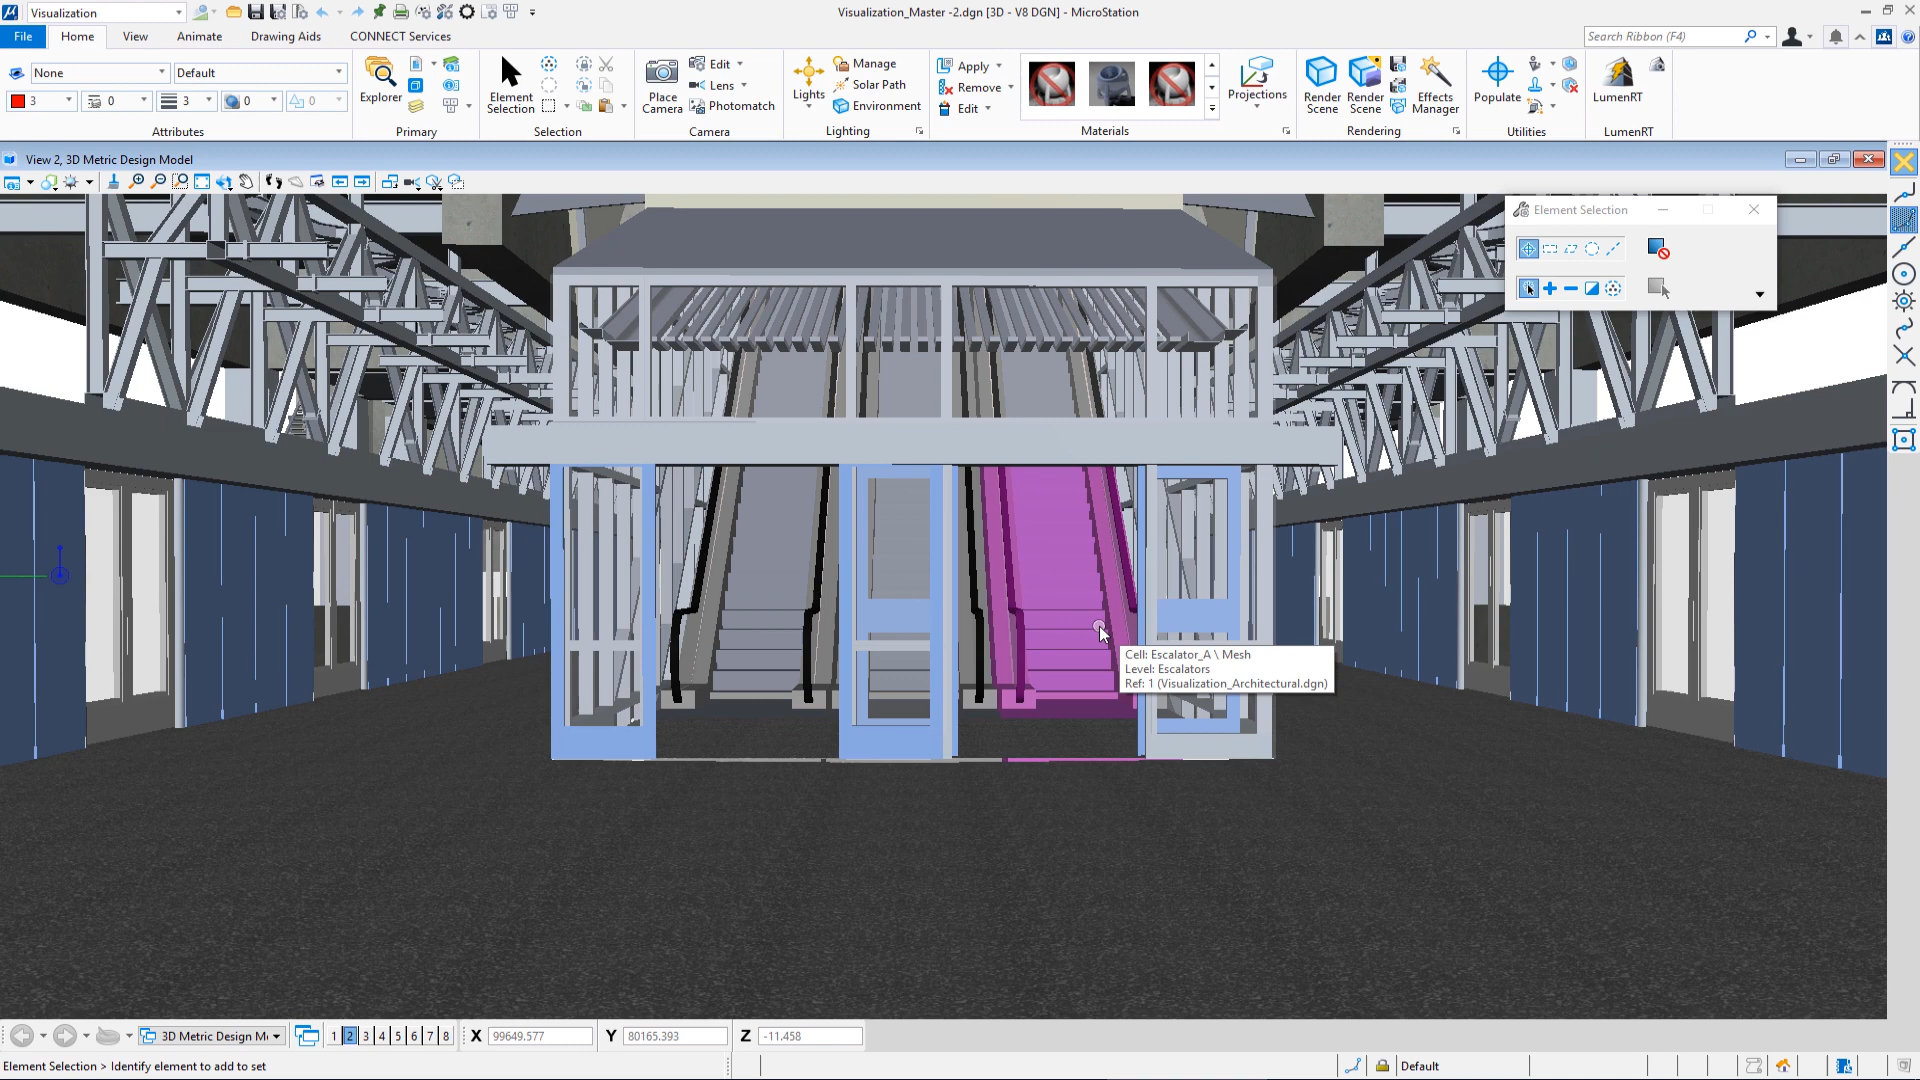 Visualization
Visualization_Master -2.dgn [3D - V8 DGN] - MicroStation
File
Home
View
Animate
Drawing Aids
CONNECT Services
Search Ribbon (F4)
None
Default
3
0
3
0
0
Attributes
Explorer
Primary
Element
Selection
Selection
Place
Camera
Edit
Lens
Photomatch
Camera
Lights
Manage
Solar Path
Environment
Lighting
Apply
Remove
Edit
Materials
Projections
Render
Scene
Render
Scene
Effects
Manager
Rendering
Populate
Utilities
LumenRT
LumenRT
View 2, 3D Metric Design Model
Element Selection
Cell: Escalator_A \ Mesh
Level: Escalators
Ref: 1 (Visualization_Architectural.dgn)
3D Metric Design Mo
1 2 3 4 5 6 7 8
X 99649.577
Y 80165.393
Z -11.458
Element Selection > Identify element to add to set
Default